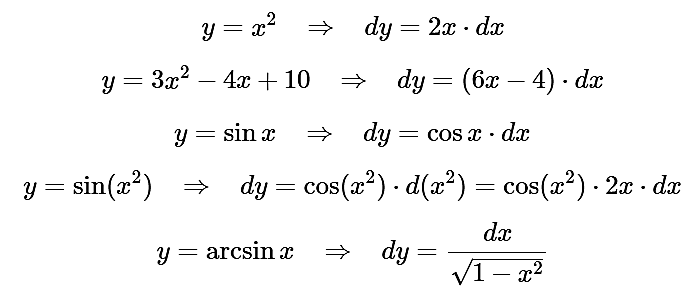 y = x² ⇒ dy = 2x · dx
y = 3x² − 4x + 10 ⇒ dy = (6x − 4) · dx
y = sin x ⇒ dy = cos x · dx
y = sin(x²) ⇒ dy = cos(x²) · d(x²) = cos(x²) · 2x · dx
y = arcsin x ⇒ dy = dx / √(1 − x²)